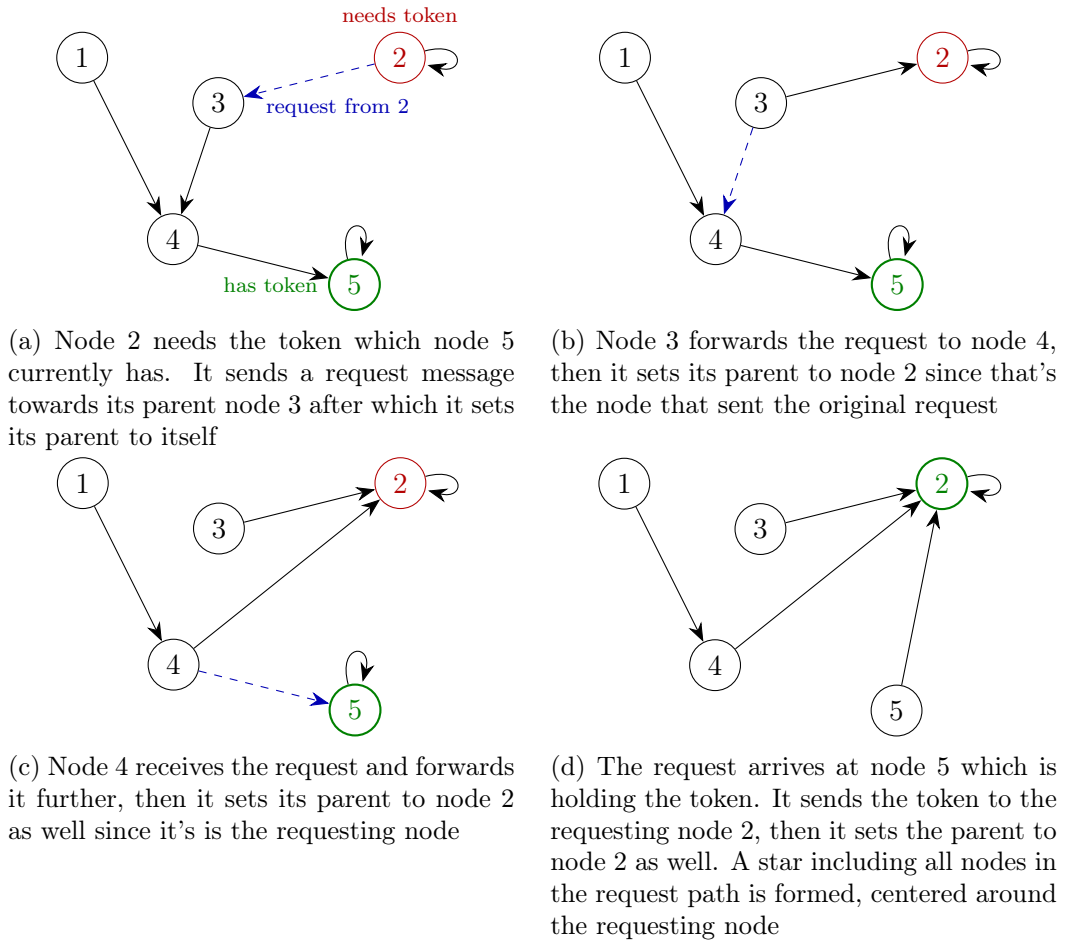 needs token
1
2
3
request from 2
4
has token
5
(a) Node 2 needs the token which node 5
currently has. It sends a request message
towards its parent node 3 after which it sets
its parent to itself
1
2
3
4
5
(b) Node 3 forwards the request to node 4,
then it sets its parent to node 2 since that's
the node that sent the original request
1
2
3
4
5
(c) Node 4 receives the request and forwards
it further, then it sets its parent to node 2
as well since it's is the requesting node
1
2
3
4
5
(d) The request arrives at node 5 which is
holding the token. It sends the token to the
requesting node 2, then it sets the parent to
node 2 as well. A star including all nodes in
the request path is formed, centered around
the requesting node